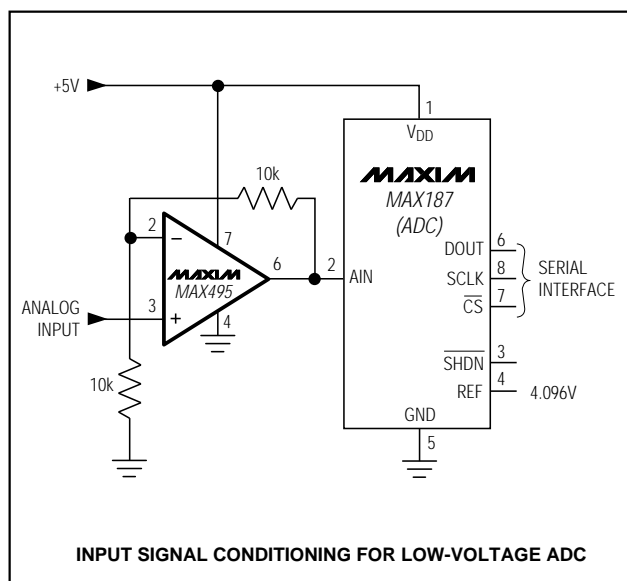 +5V
1
VDD
10k
MAXIM
MAX187
(ADC)
2
−
7
6
2
AIN
DOUT
6
MAXIM
MAX495
SCLK
8
SERIAL
INTERFACE
ANALOG
INPUT
3
+
4
CS
7
10k
SHDN
3
REF
4
4.096V
GND
5
INPUT SIGNAL CONDITIONING FOR LOW-VOLTAGE ADC